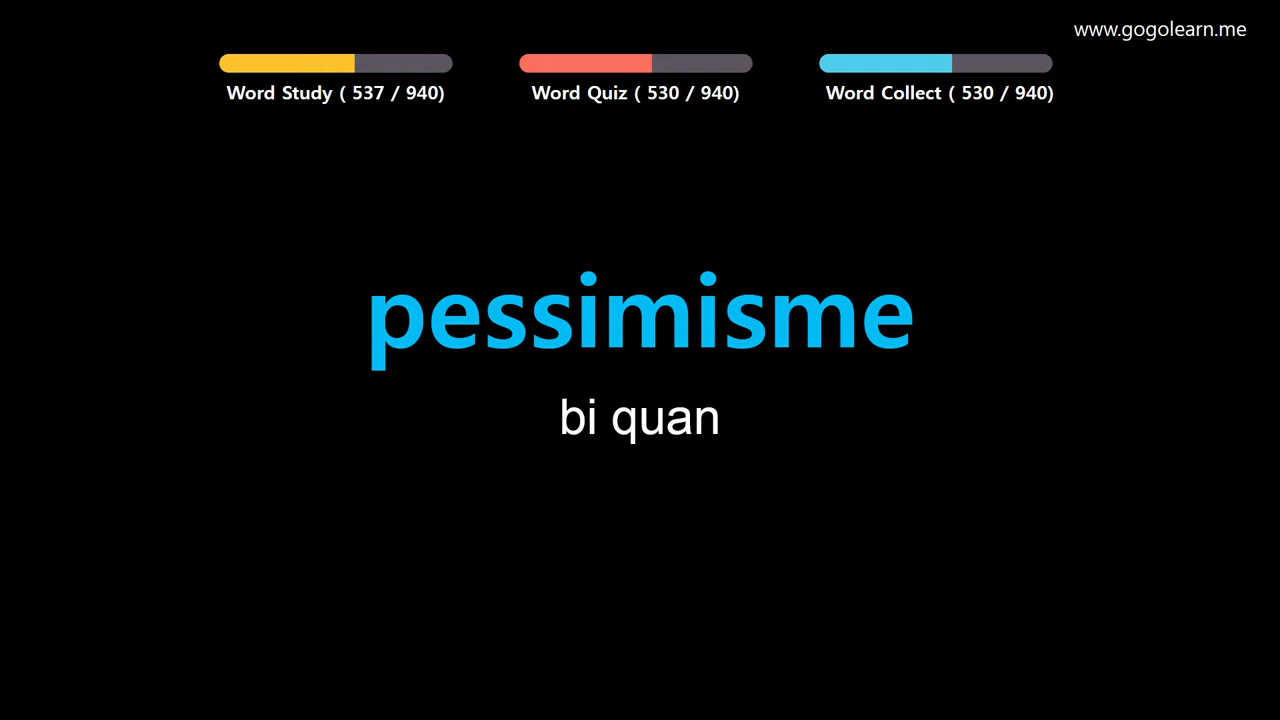 www.gogolearn.me
Word Study ( 537 / 940)
Word Quiz ( 530 / 940)
Word Collect ( 530 / 940)
pessimisme
bi quan